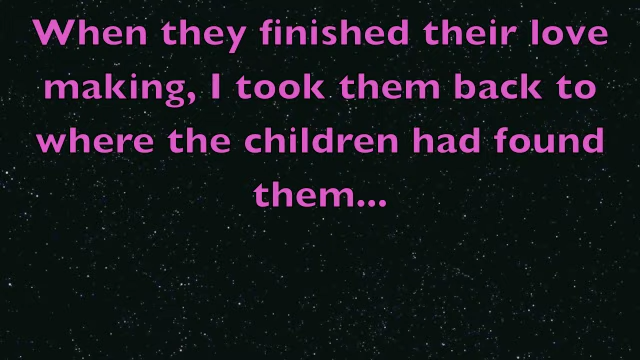 When they finished their love
making, I took them back to
where the children had found
them...